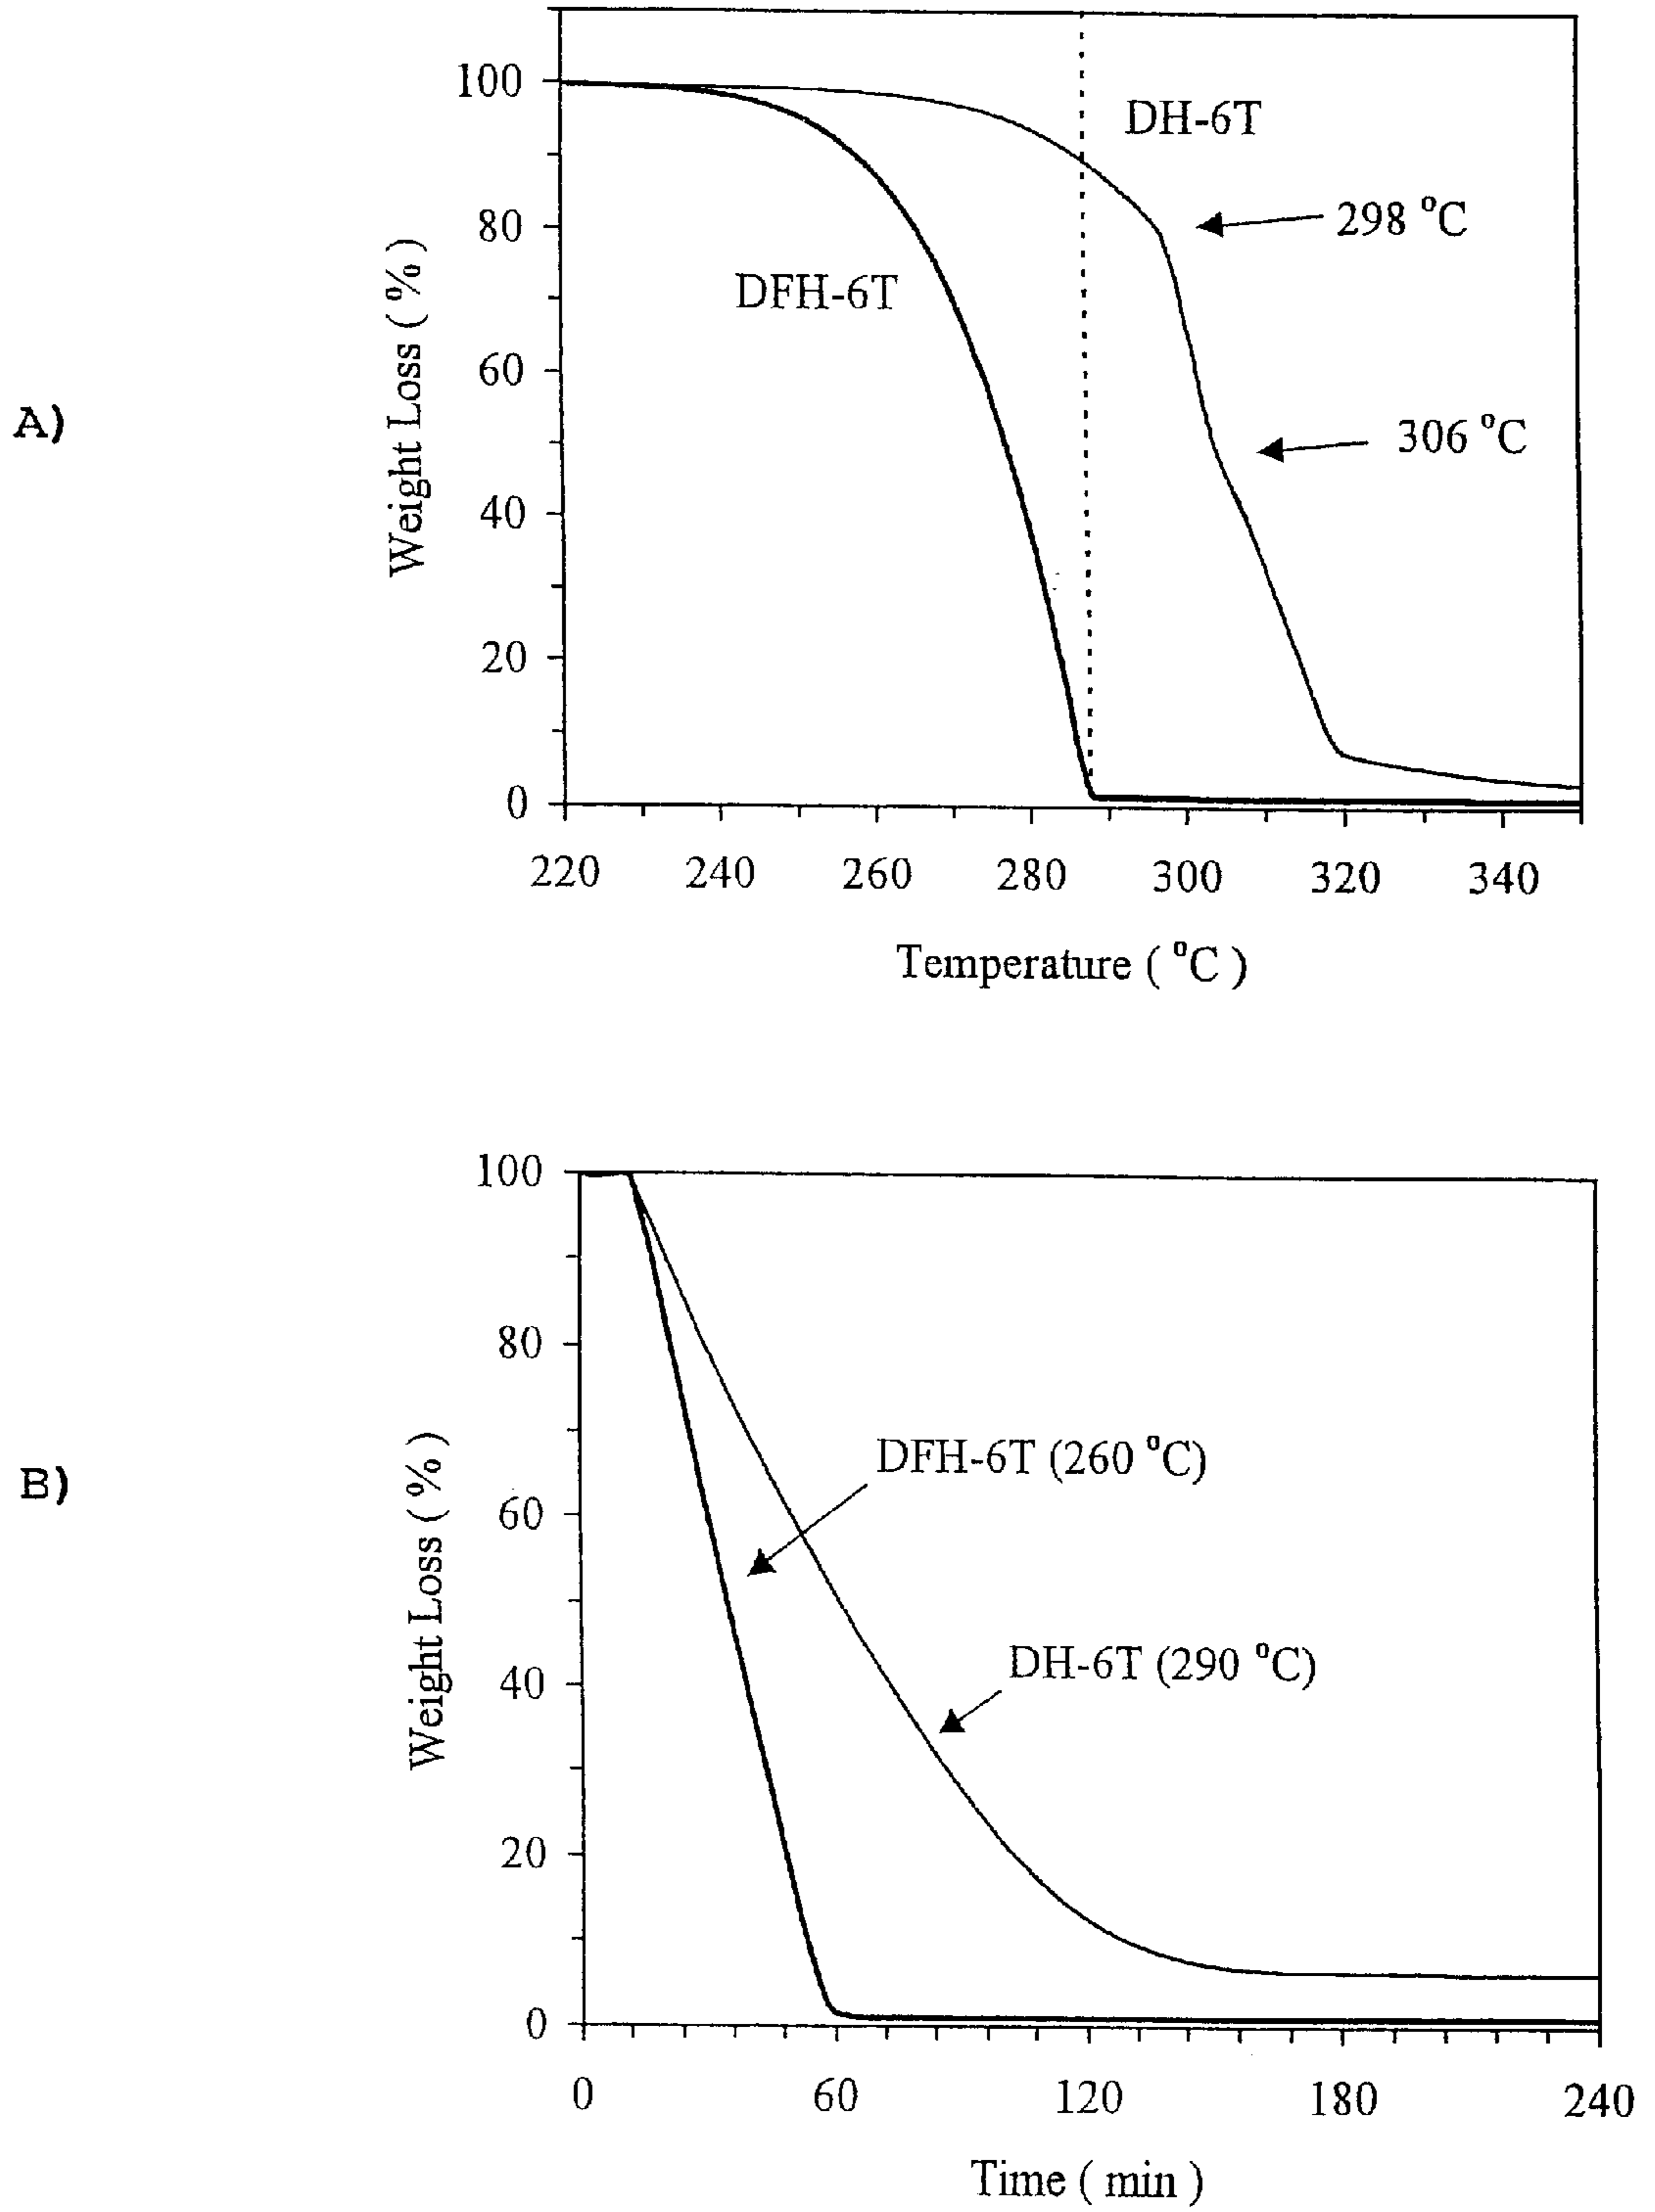 A)
Weight Loss ( % )
100
80
60
40
20
0
DH-6T
298 °C
DFH-6T
306 °C
220 240 260 280 300 320 340
Temperature ( °C )
B)
Weight Loss ( % )
100
80
60
40
20
0
DFH-6T (260 °C)
DH-6T (290 °C)
0 60 120 180 240
Time ( min )